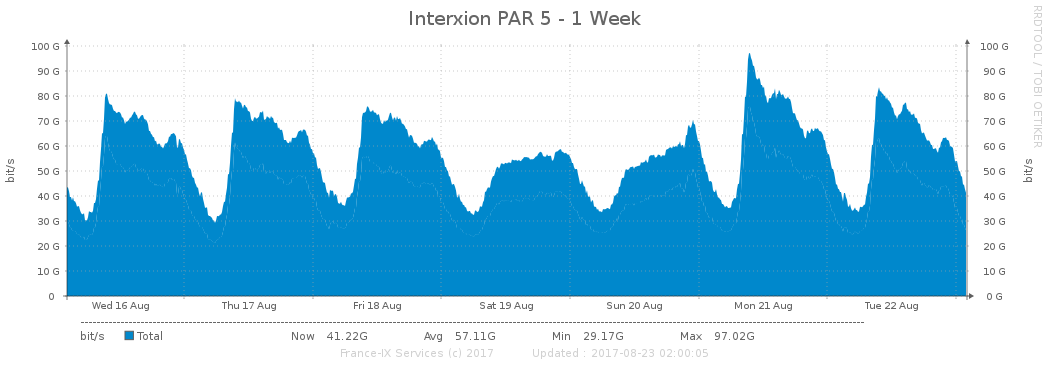 Interxion PAR 5 - 1 Week
RRDTOOL / TOBI OETIKER
bit/s
100 G 100 G
90 G 90 G
80 G 80 G
70 G 70 G
60 G 60 G
50 G 50 G
40 G 40 G
30 G 30 G
20 G 20 G
10 G 10 G
0 0 G
bit/s
Wed 16 Aug Thu 17 Aug Fri 18 Aug Sat 19 Aug Sun 20 Aug Mon 21 Aug Tue 22 Aug
bit/s Total Now 41.22G Avg 57.11G Min 29.17G Max 97.02G
France-IX Services (c) 2017 Updated : 2017-08-23 02:00:05